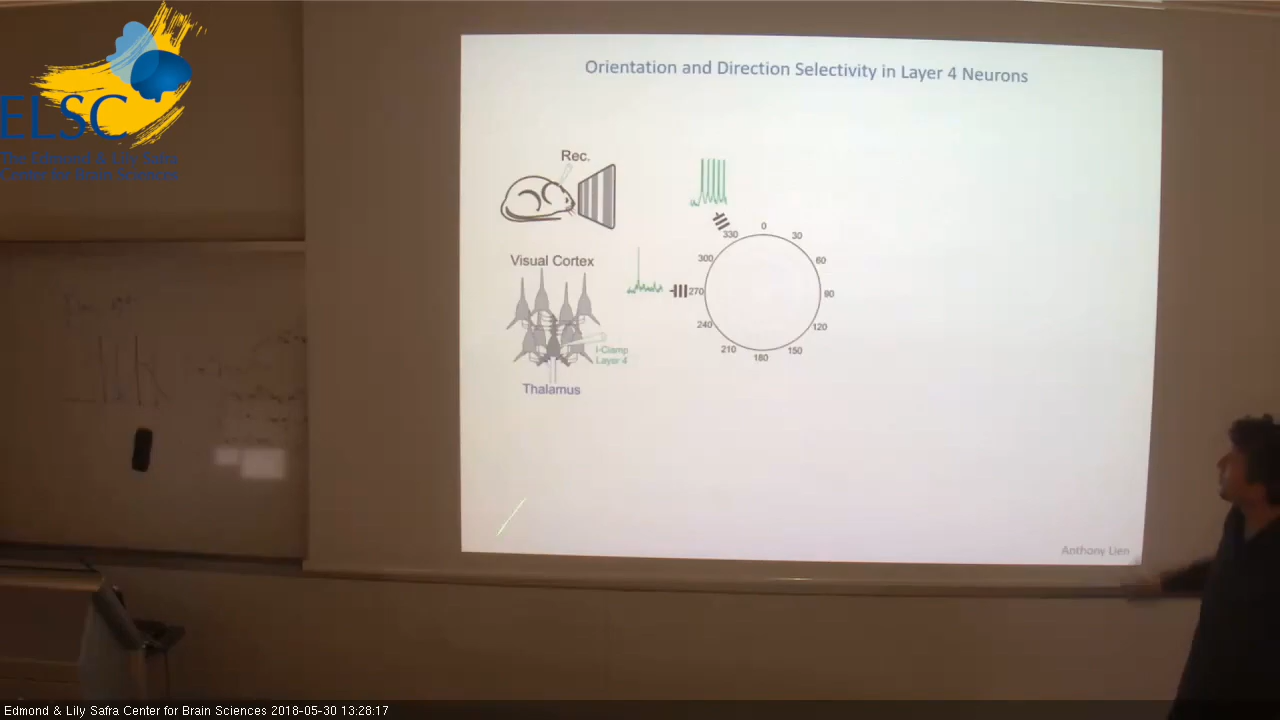 ELSC
The Edmond & Lily Safra
Center for Brain Sciences
Orientation and Direction Selectivity in Layer 4 Neurons
Rec.
Visual Cortex
I-Clamp
Layer 4
Thalamus
0
30
60
90
120
150
180
210
240
270
300
330
Anthony Lien
Edmond & Lily Safra Center for Brain Sciences 2018-05-30 13:28:17